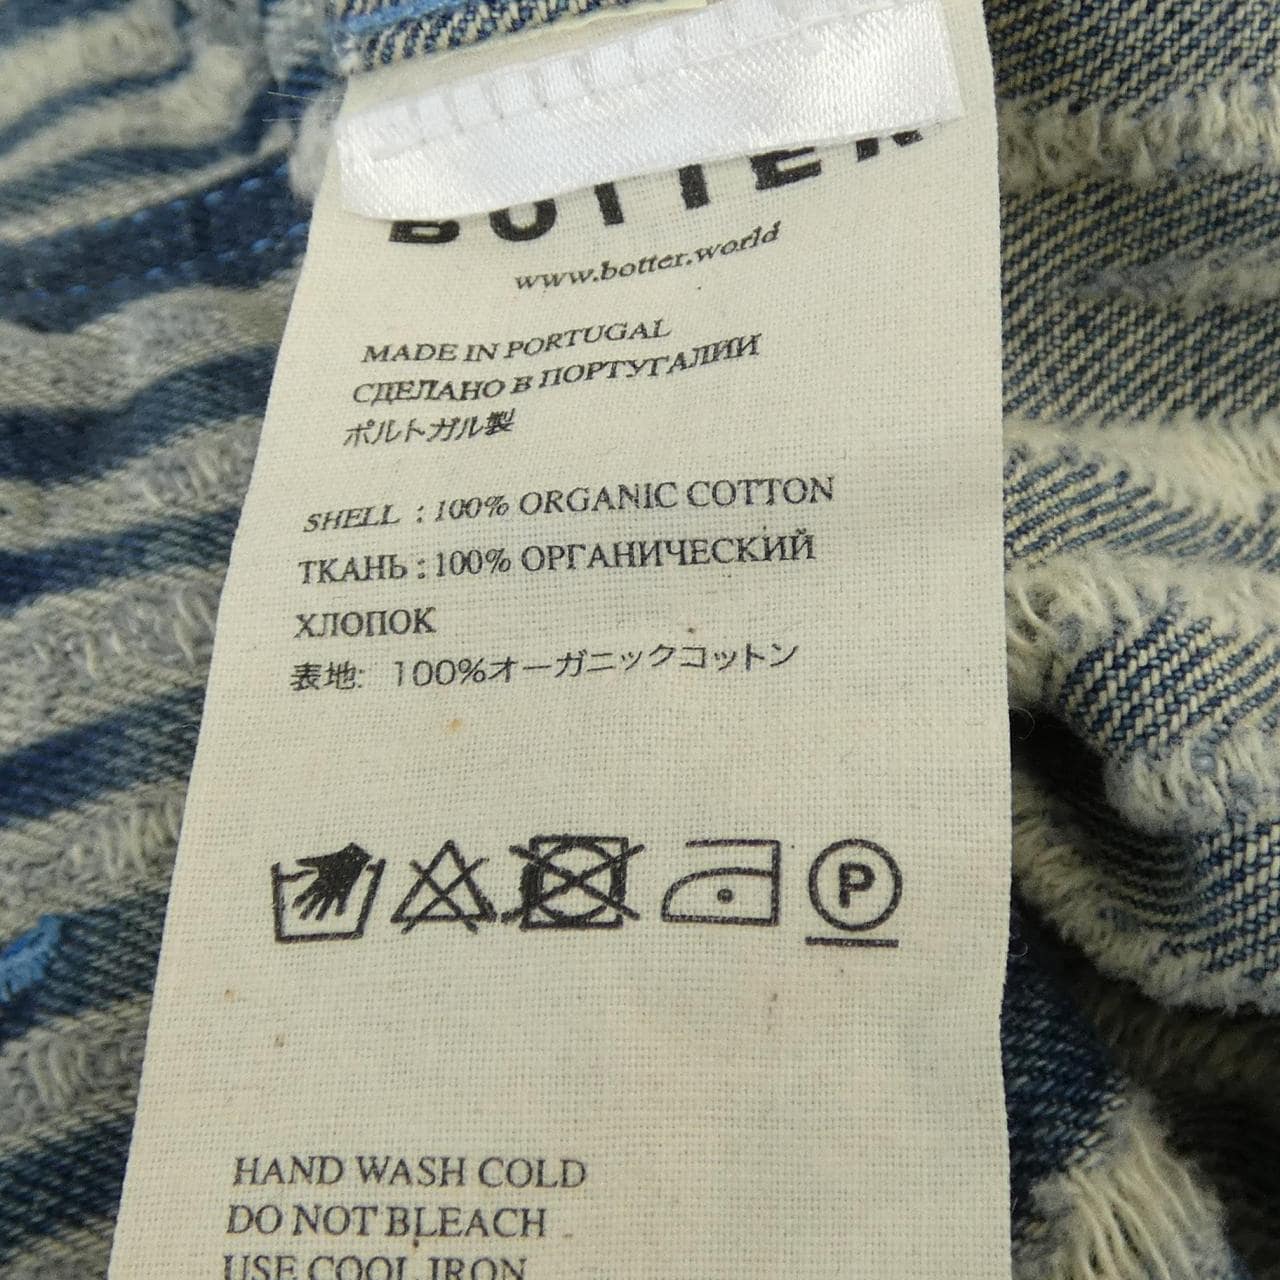 BOTTER
www.botter.world
MADE IN PORTUGAL
СДЕЛАНО В ПОРТУГАЛИИ
ポルトガル製
SHELL : 100% ORGANIC COTTON
ТКАНЬ : 100% ОРГАНИЧЕСКИЙ
ХЛОПОК
表地: 100%オーガニックコットン
P
HAND WASH COLD
DO NOT BLEACH
USE COOL IRON